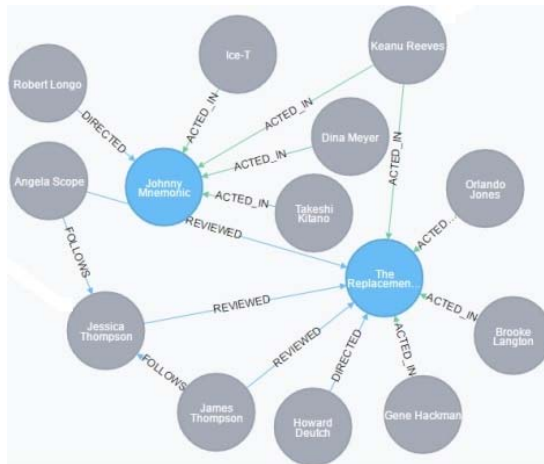 Ice-T
Keanu Reeves
Robert Longo
DIRECTED
ACTED_IN
ACTED_IN
Dina Meyer
ACTED_IN
ACTED_IN
Angela Scope
Johnny
Mnemonic
Orlando
Jones
ACTED_IN
Takeshi
Kitano
REVIEWED
ACTED...
FOLLOWS
The
Replacemen...
REVIEWED
ACTED_IN
Jessica
Thompson
Brooke
Langton
REVIEWED
DIRECTED
ACTED_IN
FOLLOWS
James
Thompson
Howard
Deutch
Gene Hackman